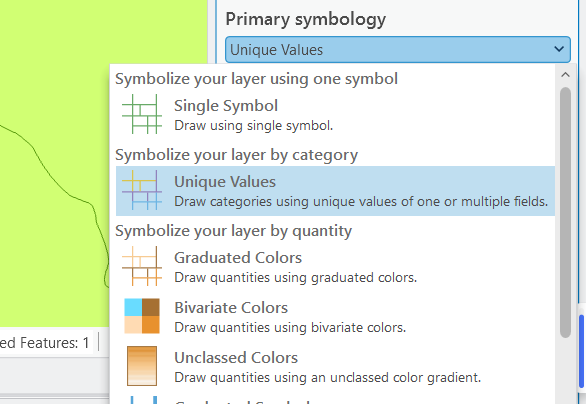 Primary symbology
Unique Values
Symbolize your layer using one symbol
Single Symbol
Draw using single symbol.
Symbolize your layer by category
Unique Values
Draw categories using unique values of one or multiple fields.
Symbolize your layer by quantity
Graduated Colors
Draw quantities using graduated colors.
Bivariate Colors
Draw quantities using bivariate colors.
ed Features: 1
Unclassed Colors
Draw quantities using an unclassed color gradient.